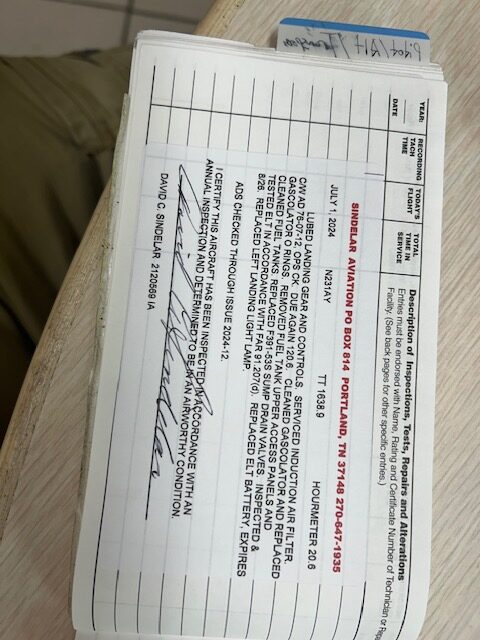 YEAR:
DATE
RECORDING TACH TIME
TODAY'S FLIGHT
TOTAL TIME IN SERVICE
Description of Inspections, Tests, Repairs and Alterations
Entries must be endorsed with Name, Rating and Certificate Number of Technician or
Facility. (See back pages for other specific entries.)
SINDELAR AVIATION PO BOX 814 PORTLAND, TN 37148 270-647-1935
JULY 1, 2024 N231AY TT 1638.9 HOURMETER 20.6
LUBED LANDING GEAR AND CONTROLS. SERVICED INDUCTION AIR FILTER.
C/W AD 76-07-12, OPS CK. DUE AGAIN 120.6. CLEANED GASCOLATOR AND REPLACED
GASCOLATOR O RINGS. REMOVED FUEL TANK UPPER ACCESS PANELS AND
CLEANED FUEL TANKS. REPLACED F391-53S SUMP DRAIN VALVES. INSPECTED &
TESTED ELT IN ACCORDANCE WITH FAR 91.207(d). REPLACED ELT BATTERY, EXPIRES
8/26. REPLACED LEFT LANDING LIGHT LAMP.
ADS CHECKED THROUGH ISSUE 2024-12.
I CERTIFY THIS AIRCRAFT HAS BEEN INSPECTED IN ACCORDANCE WITH AN
ANNUAL INSPECTION AND DETERMINED TO BE IN AN AIRWORTHY CONDITION.
DAVID C. SINDELAR 2120569 IA